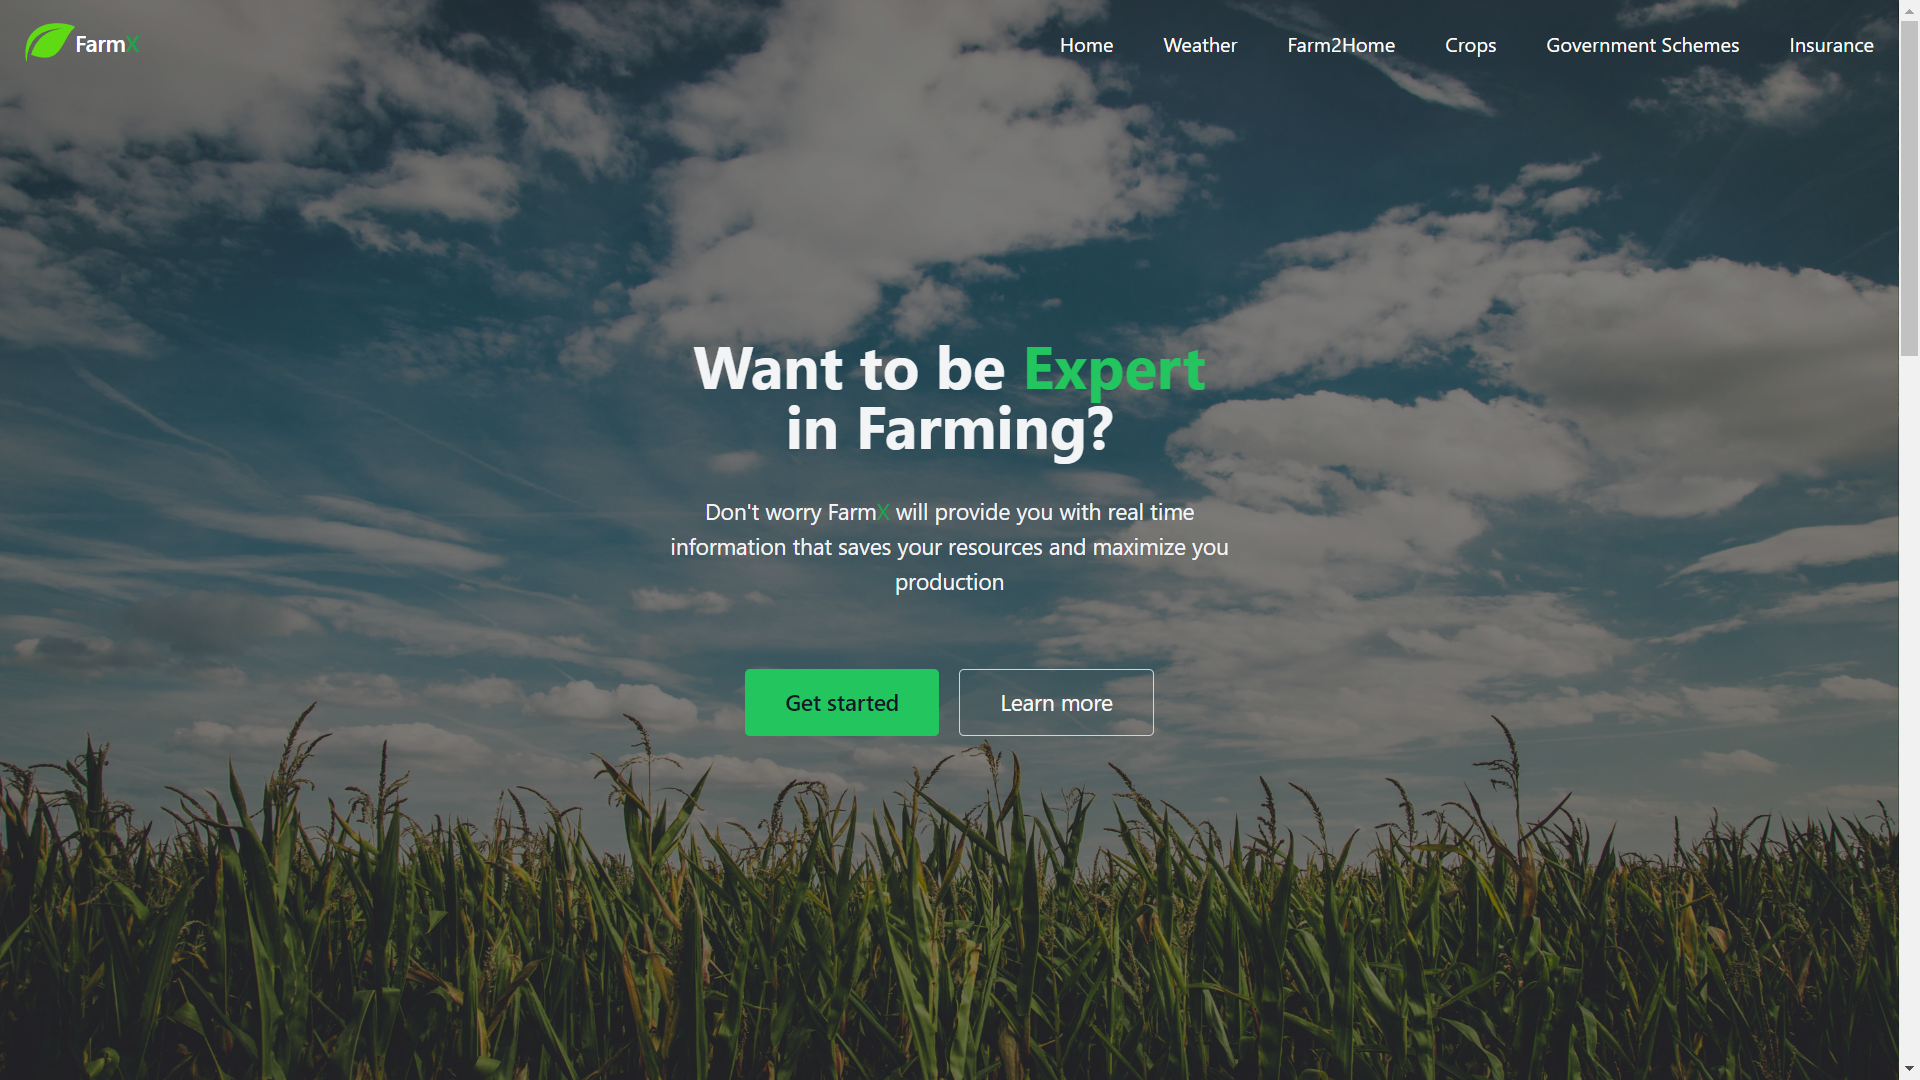 FarmX
Home
Weather
Farm2Home
Crops
Government Schemes
Insurance
Want to be Expert
in Farming?
Don't worry FarmX will provide you with real time
information that saves your resources and maximize you
production
Get started
Learn more